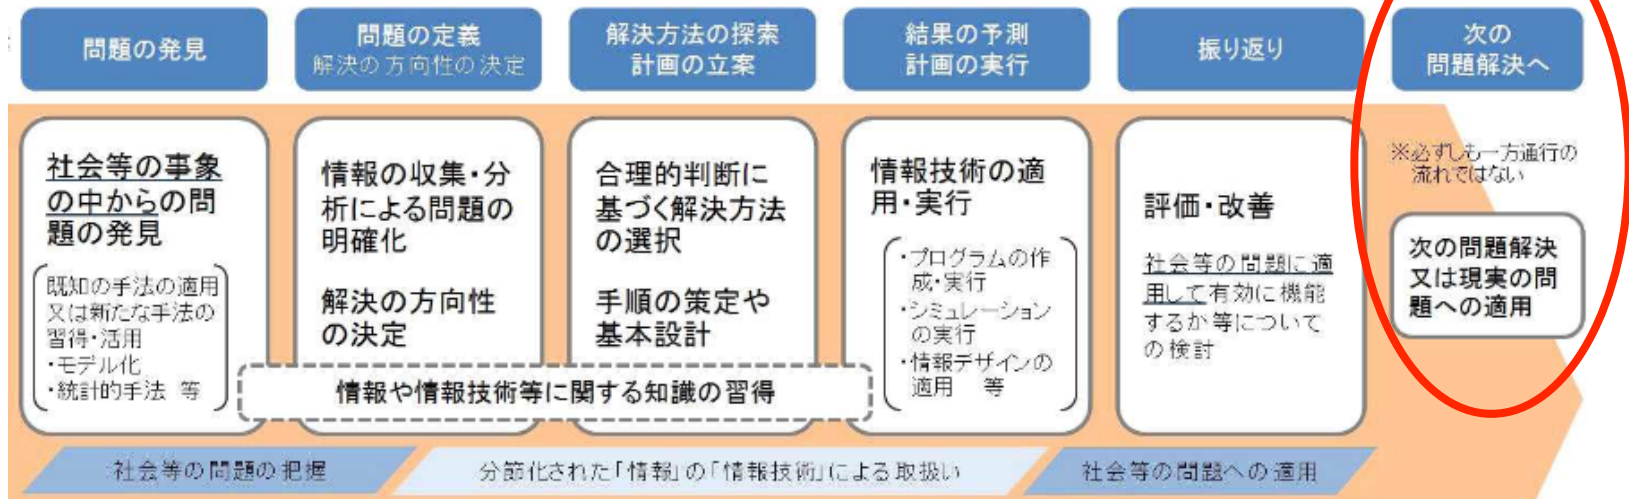 問題の発見
問題の定義
解決の方向性の決定
解決方法の探索
計画の立案
結果の予測
計画の実行
振り返り
次の
問題解決へ
社会等の事象
の中からの問
題の発見
既知の手法の適用
又は新たな手法の
習得・活用
・モデル化
・統計的手法 等
情報の収集・分
析による問題の
明確化
解決の方向性
の決定
合理的判断に
基づく解決方法
の選択
手順の策定や
基本設計
情報や情報技術等に関する知識の習得
情報技術の適
用・実行
・プログラムの作
成・実行
・シミュレーション
の実行
・情報デザインの
適用 等
評価・改善
社会等の問題に適
用して有効に機能
するか等について
の検討
※必ずしも一方通行の
流れではない
次の問題解決
又は現実の問
題への適用
社会等の問題の把握
分節化された「情報」の「情報技術」による取扱い
社会等の問題への適用